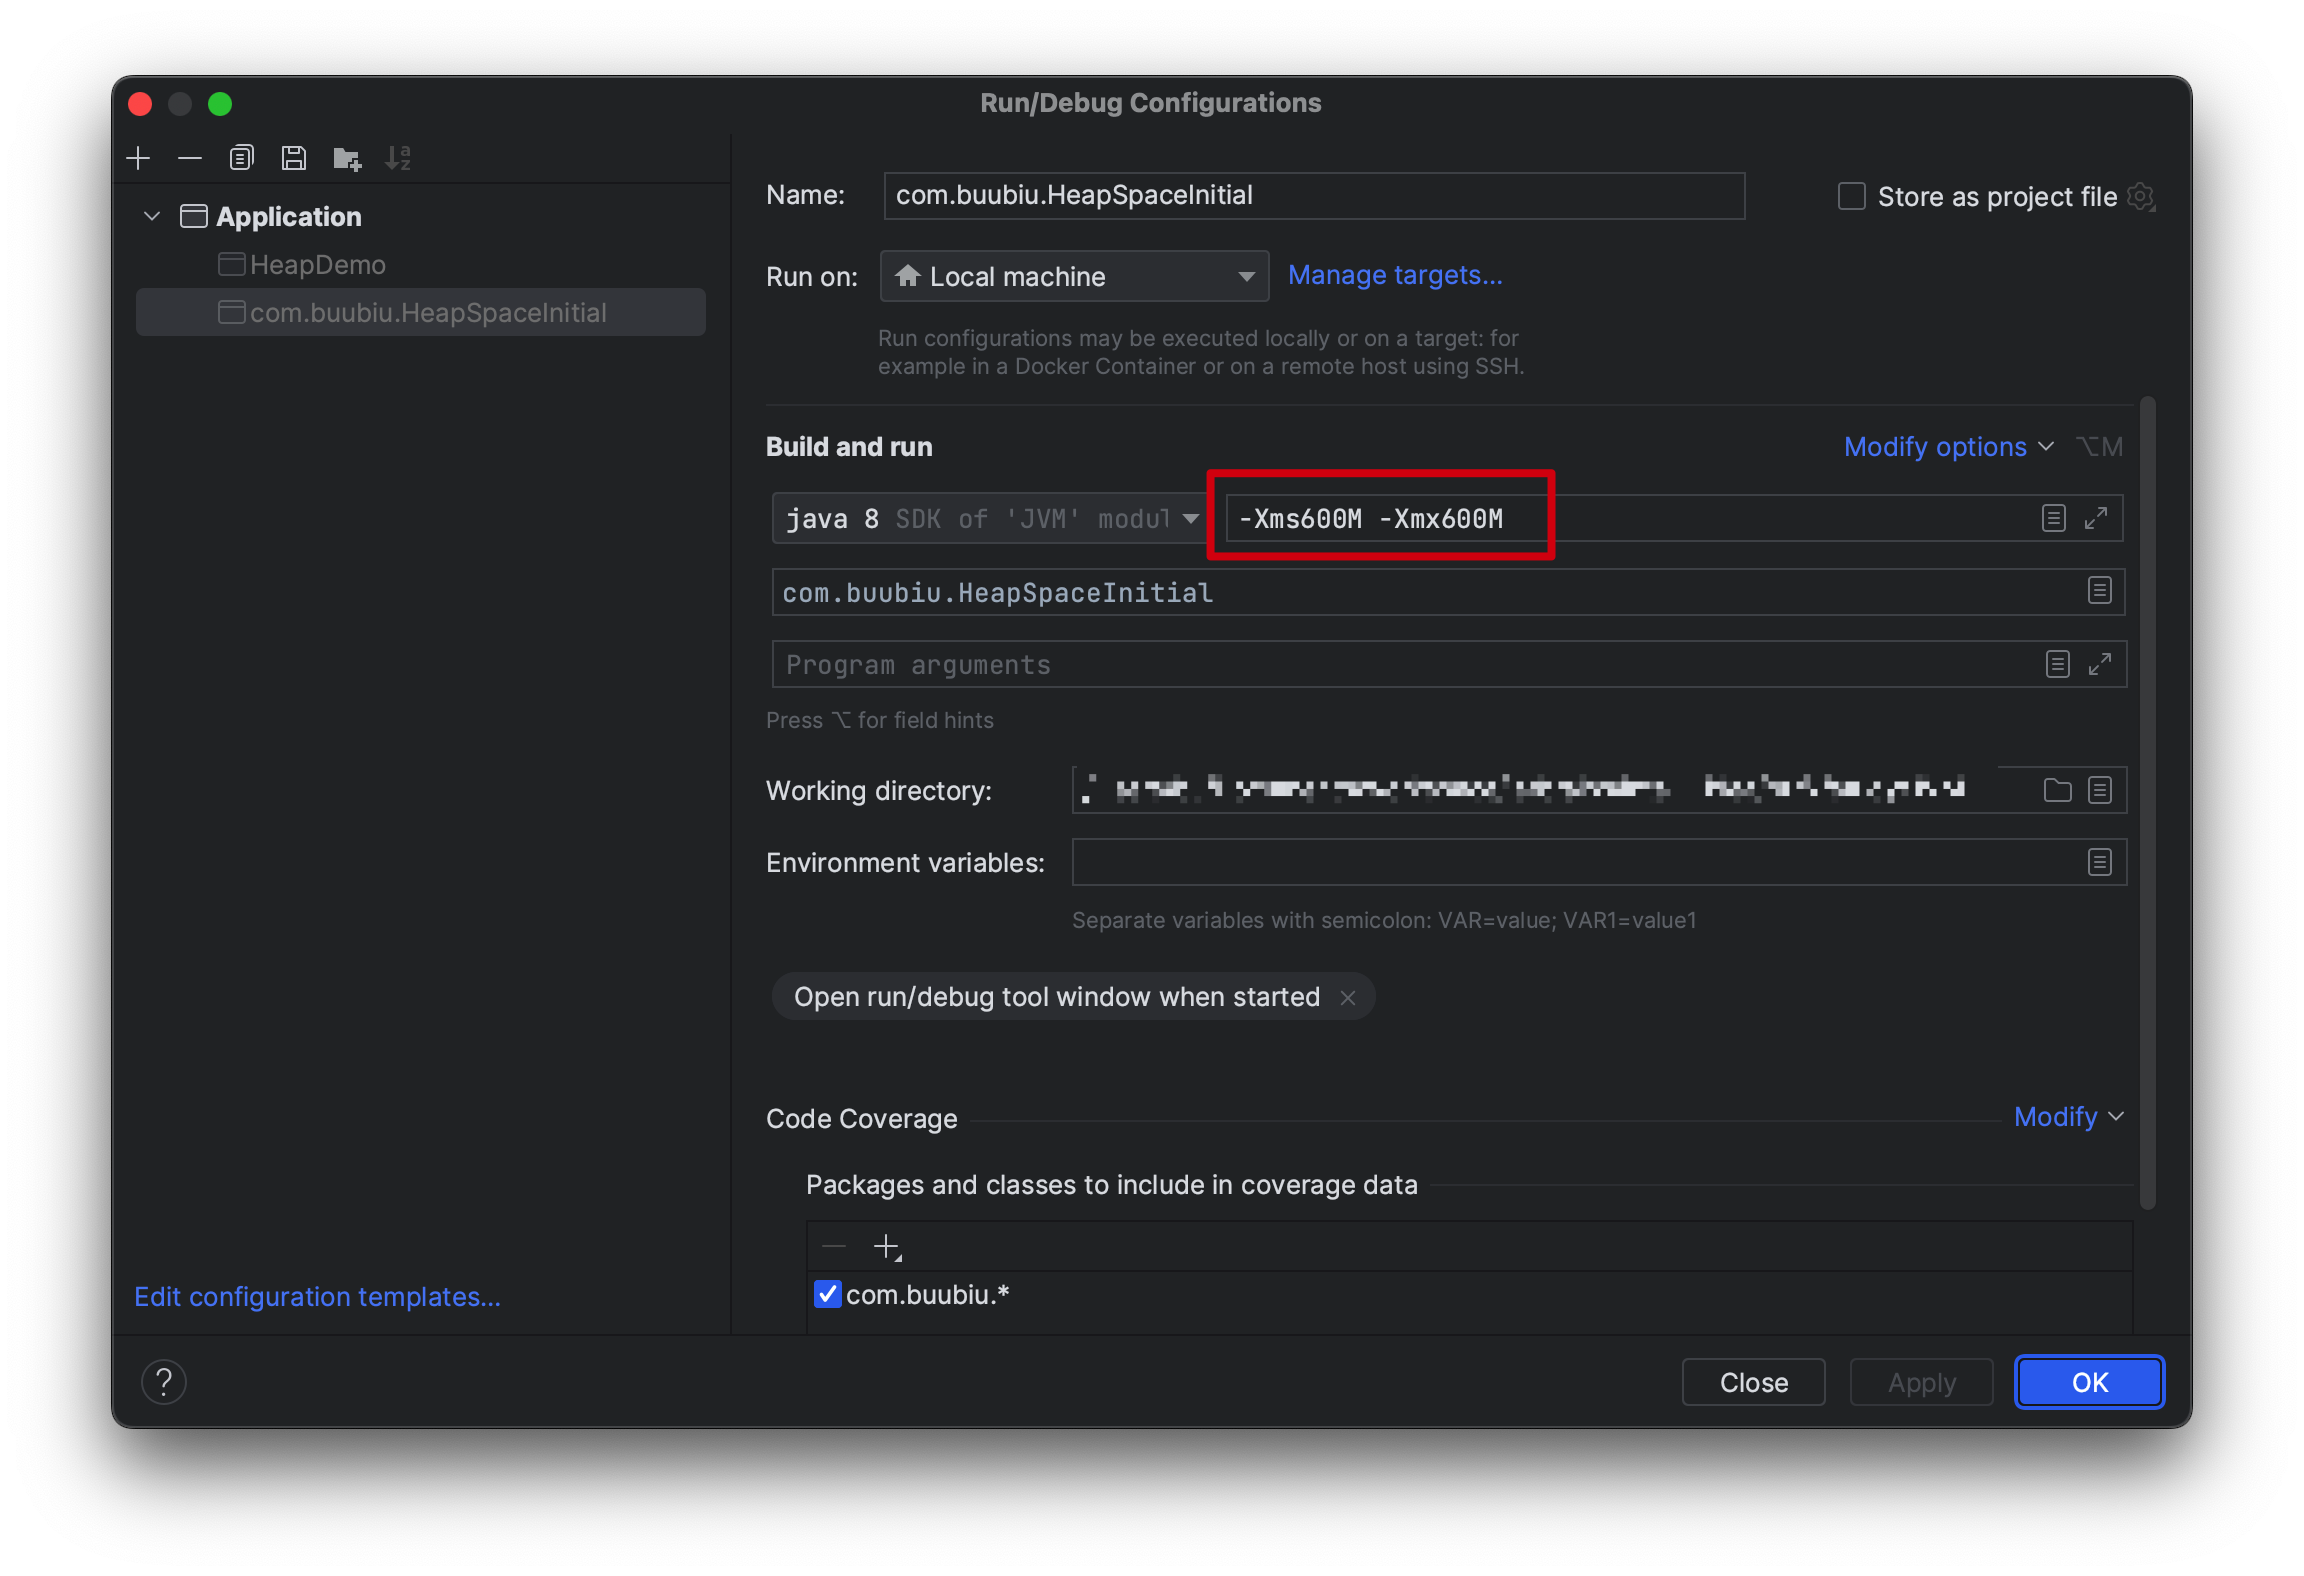 Run/Debug Configurations
Application
HeapDemo
com.buubiu.HeapSpaceInitial
Edit configuration templates...
Name: com.buubiu.HeapSpaceInitial
Store as project file
Run on: Local machine
Manage targets...
Run configurations may be executed locally or on a target: for
example in a Docker Container or on a remote host using SSH.
Build and run
Modify options ⌥M
java 8 SDK of 'JVM' modul
-Xms600M -Xmx600M
com.buubiu.HeapSpaceInitial
Program arguments
Press ⌥ for field hints
Working directory:
Environment variables:
Separate variables with semicolon: VAR=value; VAR1=value1
Open run/debug tool window when started
Code Coverage
Modify
Packages and classes to include in coverage data
com.buubiu.*
?
Close
Apply
OK